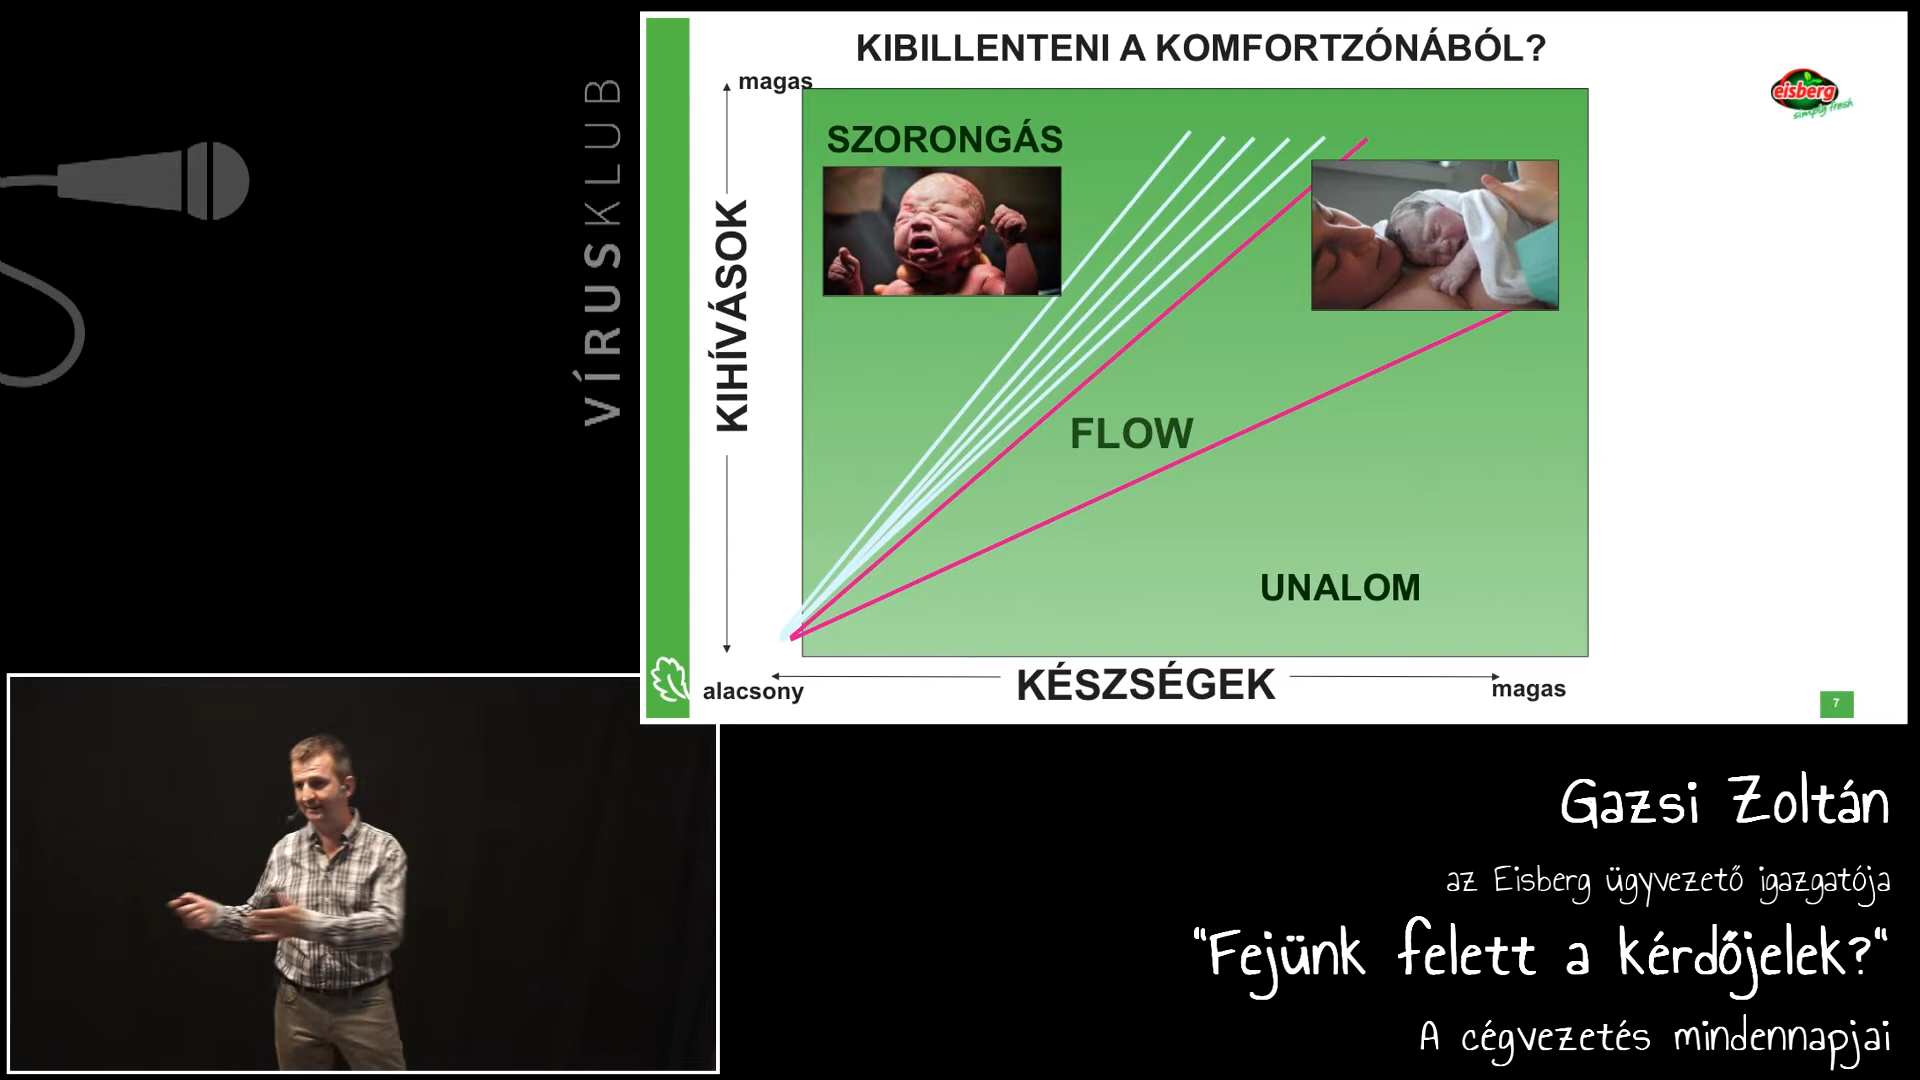 VÍRUSKLUB
KIBILLENTENI A KOMFORTZÓNÁBÓL?
eisberg
simply fresh
magas
SZORONGÁS
KIHÍVÁSOK
FLOW
UNALOM
alacsony
KÉSZSÉGEK
magas
7
Gazsi Zoltán
az Eisberg ügyvezető igazgatója
"Fejünk felett a kérdőjelek?"
A cégvezetés mindennapjai